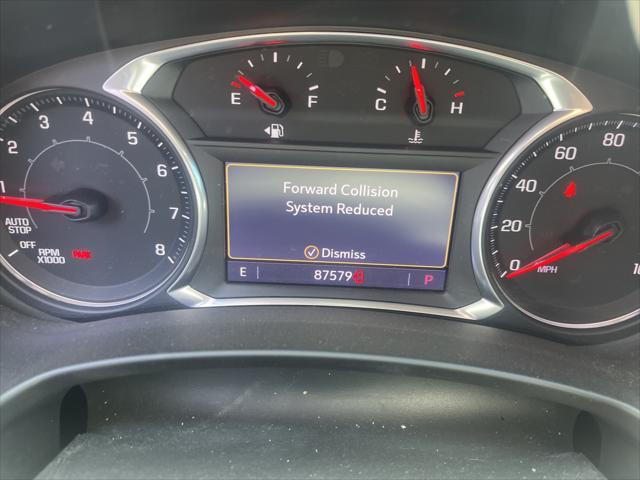 E F
C H
1 2 3 4 5 6 7 8
AUTO
STOP
OFF
RPM
X1000
PARK
Forward Collision
System Reduced
Dismiss
E 87579 P
0 20 40 60 80
MPH